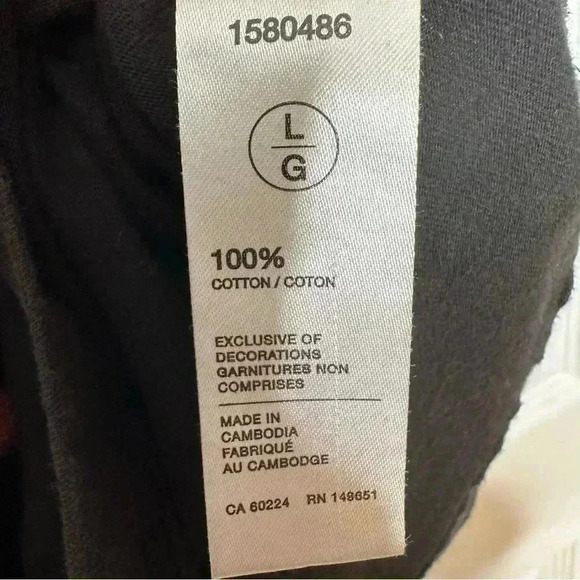 1580486
L
G
100%
COTTON / COTON
EXCLUSIVE OF
DECORATIONS
GARNITURES NON
COMPRISES
MADE IN
CAMBODIA
FABRIQUÉ
AU CAMBODGE
CA 60224 RN 149651